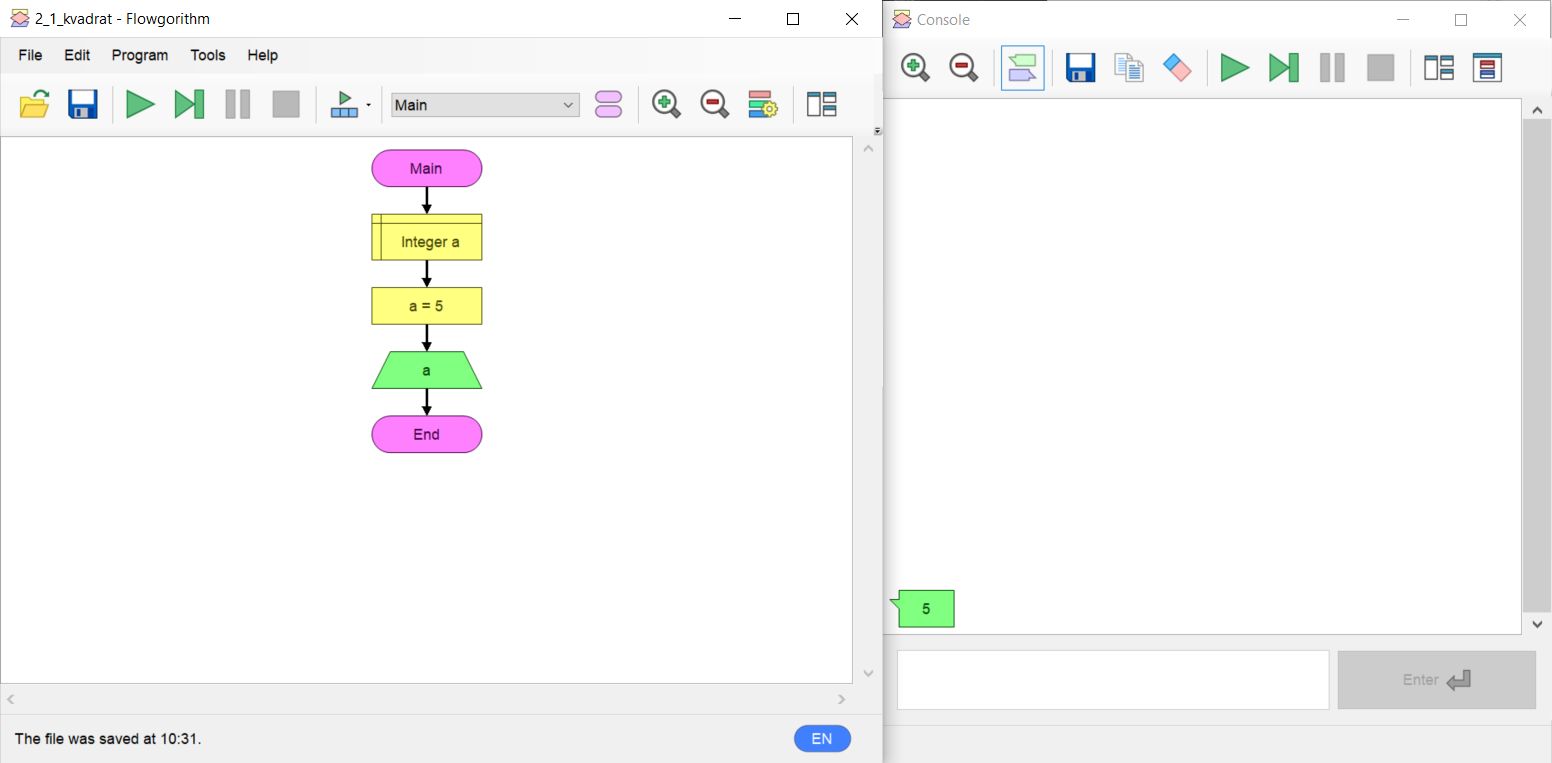 2_1_kvadrat - Flowgorithm
File Edit Program Tools Help
Main
Main
Integer a
a = 5
a
End
The file was saved at 10:31.
EN
Console
5
Enter